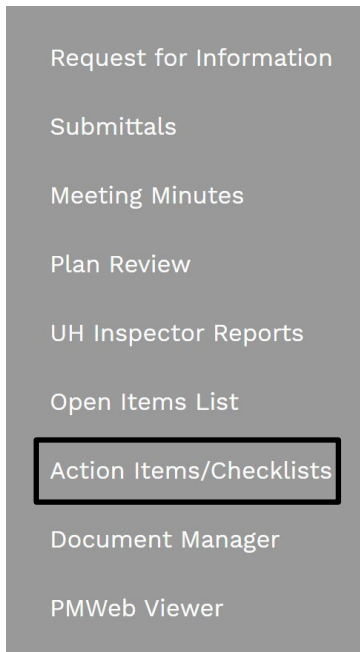 Request for Information
Submittals
Meeting Minutes
Plan Review
UH Inspector Reports
Open Items List
Action Items/Checklists
Document Manager
PMWeb Viewer